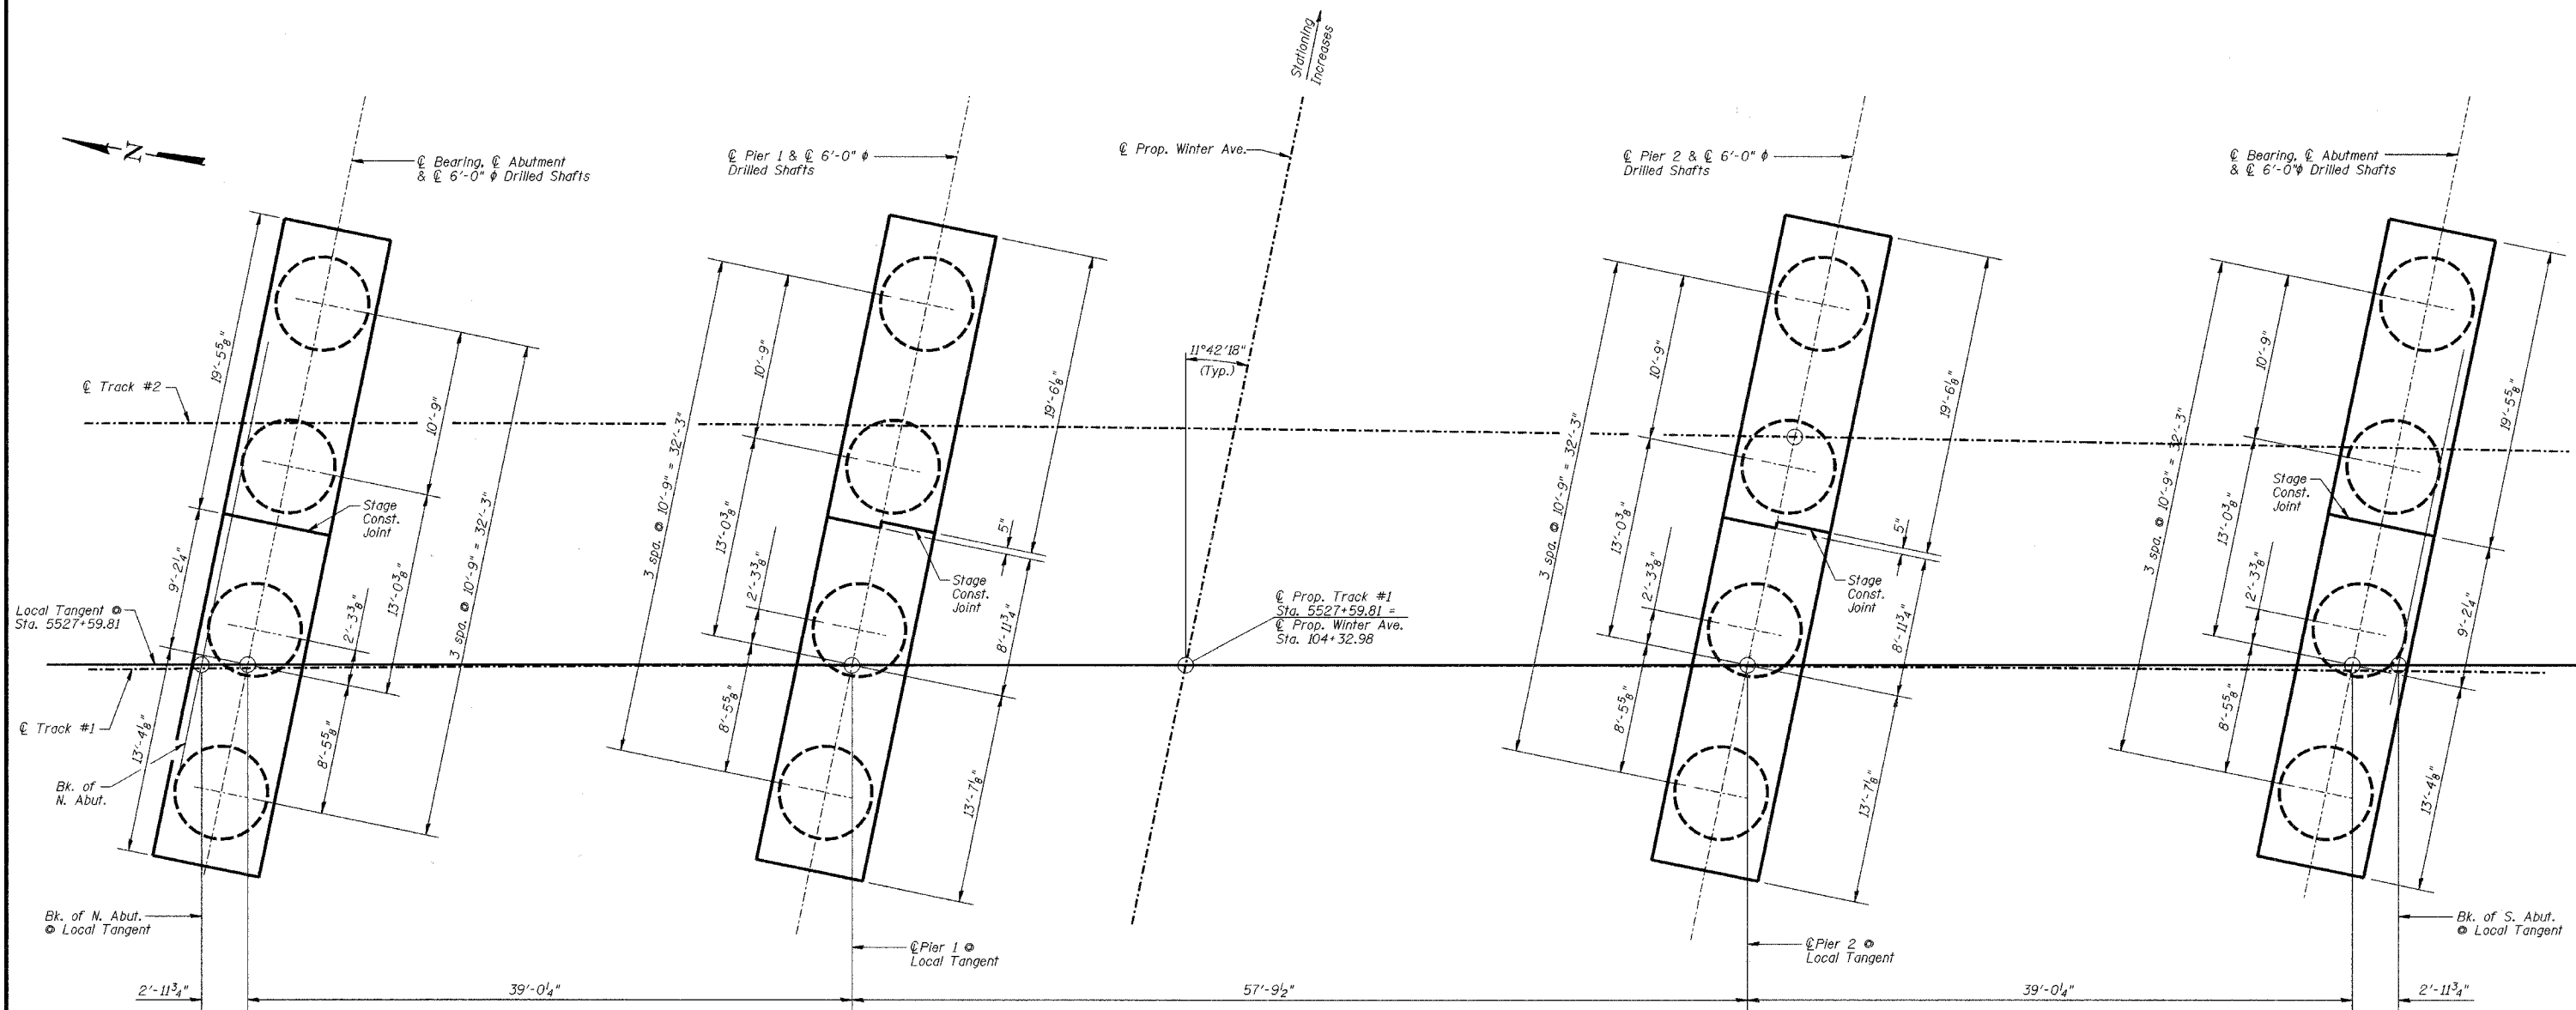 Stationing
Increases
N
℄ Bearing, ℄ Abutment
& ℄ 6'-0" ϕ Drilled Shafts
℄ Pier 1 & ℄ 6'-0" ϕ
Drilled Shafts
℄ Prop. Winter Ave.
℄ Pier 2 & ℄ 6'-0" ϕ
Drilled Shafts
℄ Bearing, ℄ Abutment
& ℄ 6'-0"ϕ Drilled Shafts
19'-5⅝"
9'-2¼"
13'-4⅛"
℄ Track #2
10'-9"
13'-0⅜"
3 spa. @ 10'-9" = 32'-3"
2'-3⅜"
8'-5⅝"
Stage
Const.
Joint
Local Tangent @
Sta. 5527+59.81
℄ Track #1
Bk. of
N. Abut.
Bk. of N. Abut.
@ Local Tangent
3 spa. @ 10'-9" = 32'-3"
10'-9"
13'-0⅜"
2'-3⅜"
8'-5⅝"
19'-6⅛"
5"
8'-11¾"
13'-7⅛"
Stage
Const.
Joint
℄Pier 1 @
Local Tangent
11°42'18"
(Typ.)
℄ Prop. Track #1
Sta. 5527+59.81 =
℄ Prop. Winter Ave.
Sta. 104+32.98
3 spa. @ 10'-9" = 32'-3"
10'-9"
13'-0⅜"
2'-3⅜"
8'-5⅝"
19'-6⅛"
5"
8'-11¾"
13'-7⅛"
Stage
Const.
Joint
℄Pier 2 @
Local Tangent
3 spa. @ 10'-9" = 32'-3"
10'-9"
13'-0⅜"
2'-3⅜"
8'-5⅝"
Stage
Const.
Joint
19'-5⅝"
9'-2¼"
13'-4⅛"
Bk. of S. Abut.
@ Local Tangent
2'-11¾"
39'-0¼"
57'-9½"
39'-0¼"
2'-11¾"